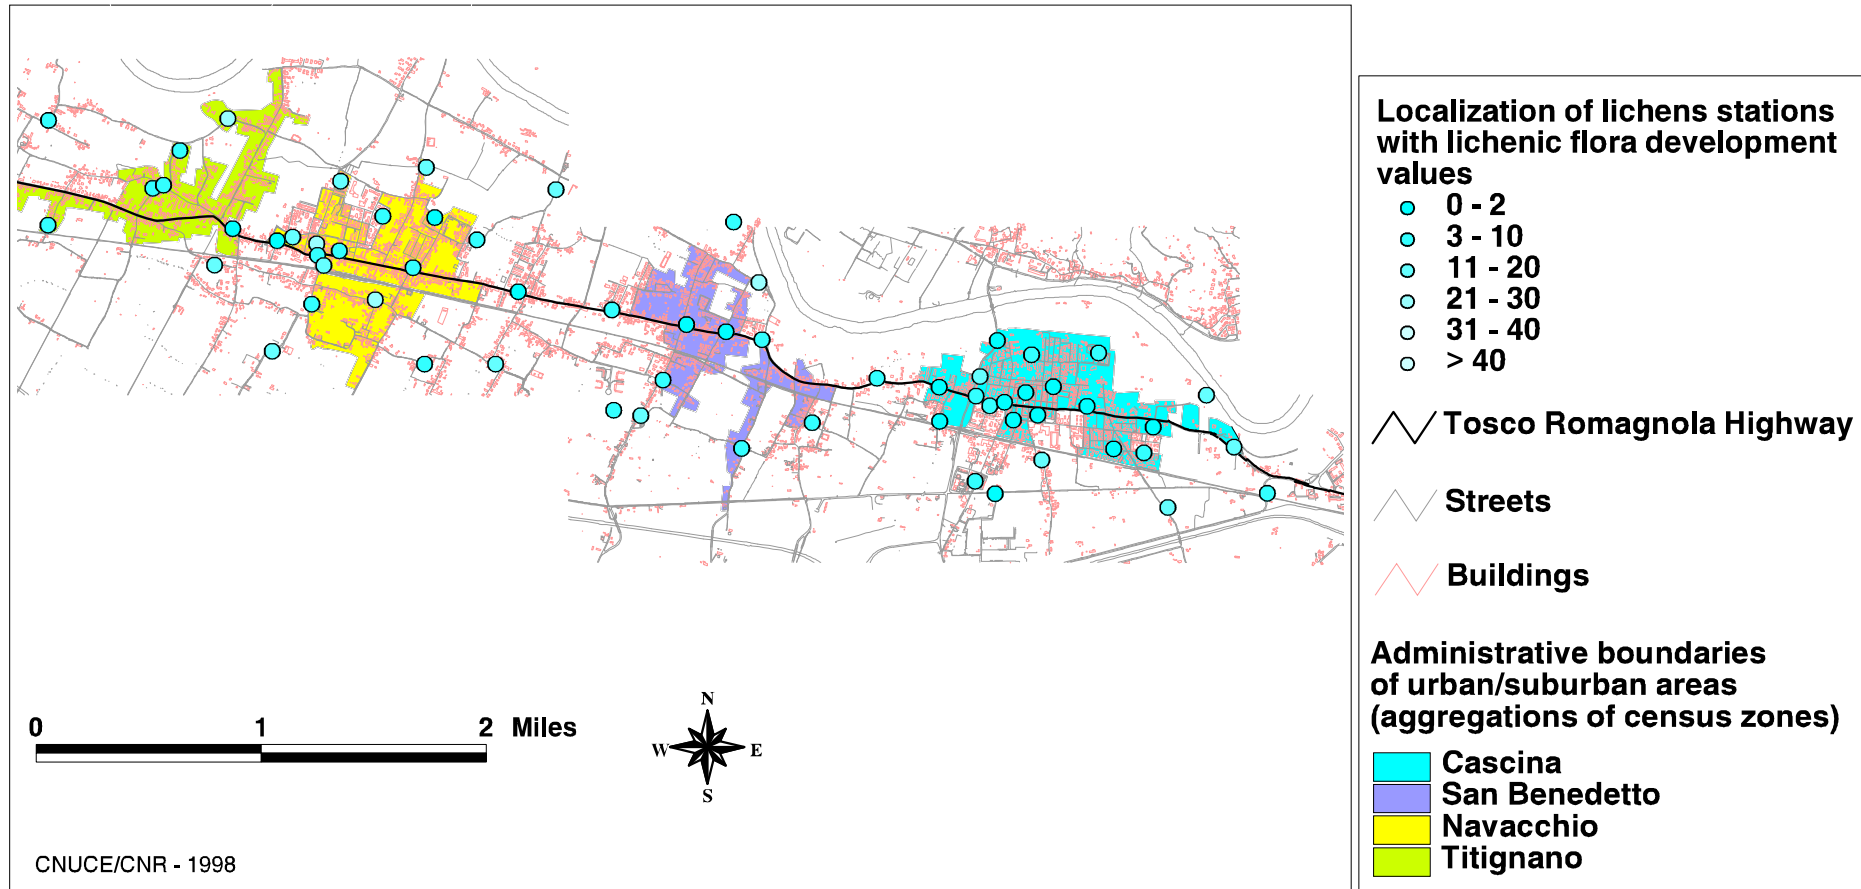 Localization of lichens stations
with lichenic flora development
values
0 - 2
3 - 10
11 - 20
21 - 30
31 - 40
> 40
Tosco Romagnola Highway
Streets
Buildings
Administrative boundaries
of urban/suburban areas
(aggregations of census zones)
Cascina
San Benedetto
Navacchio
Titignano
0 1 2 Miles
N
W E
S
CNUCE/CNR - 1998